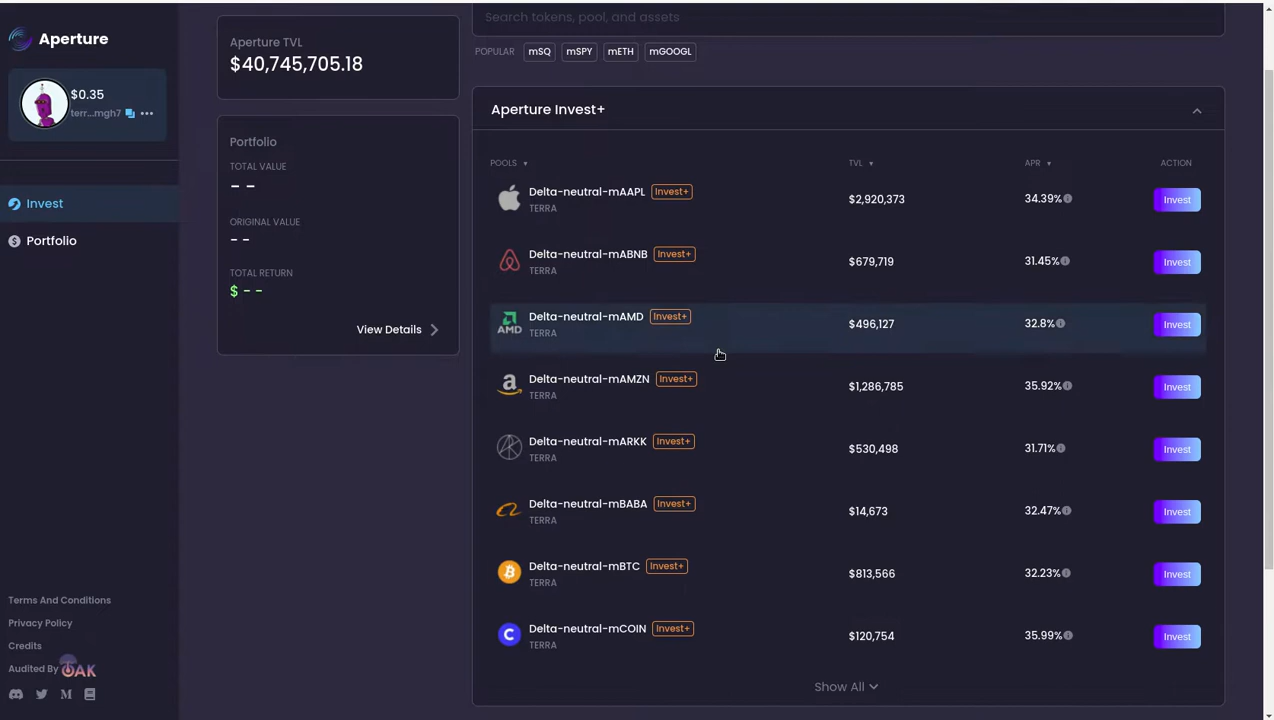 Aperture
$0.35
terr...mgh7
Invest
Portfolio
Terms And Conditions
Privacy Policy
Credits
Audited By OAK
Aperture TVL
$40,745,705.18
Portfolio
TOTAL VALUE
--
ORIGINAL VALUE
--
TOTAL RETURN
$ --
View Details
Search tokens, pool, and assets
POPULAR mSQ mSPY mETH mGOOGL
Aperture Invest+
POOLS TVL APR ACTION
Delta-neutral-mAAPL Invest+ $2,920,373 34.39% Invest
TERRA
Delta-neutral-mABNB Invest+ $679,719 31.45% Invest
TERRA
AMD Delta-neutral-mAMD Invest+ $496,127 32.8% Invest
TERRA
Delta-neutral-mAMZN Invest+ $1,286,785 35.92% Invest
TERRA
Delta-neutral-mARKK Invest+ $530,498 31.71% Invest
TERRA
Delta-neutral-mBABA Invest+ $14,673 32.47% Invest
TERRA
Delta-neutral-mBTC Invest+ $813,566 32.23% Invest
TERRA
Delta-neutral-mCOIN Invest+ $120,754 35.99% Invest
TERRA
Show All